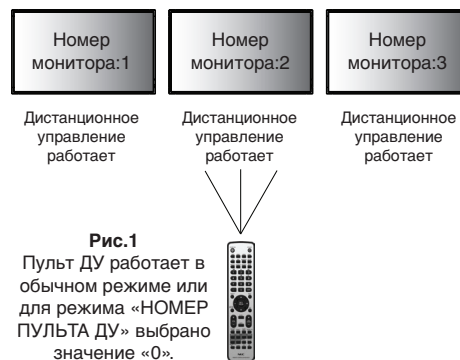 Номер
монитора:1
Номер
монитора:2
Номер
монитора:3
Дистанционное
управление
работает
Дистанционное
управление
работает
Дистанционное
управление
работает
Рис.1
Пульт ДУ работает в
обычном режиме или
для режима «НОМЕР
ПУЛЬТА ДУ» выбрано
значение «0».